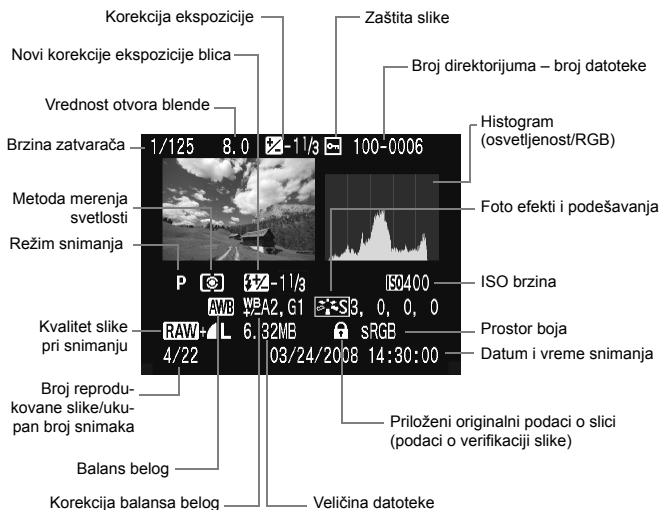 Korekcija ekspozicije
Zaštita slike
Novi korekcije ekspozicije blica
Broj direktorijuma – broj datoteke
Vrednost otvora blende
Histogram
(osvetljenost/RGB)
Brzina zatvarača
1/125 8.0 -1 1/3 100-0006
Metoda merenja
svetlosti
Foto efekti i podešavanja
Režim snimanja
P -1 1/3 ISO400
ISO brzina
AWB WB A2, G1 S 3, 0, 0, 0
Kvalitet slike
pri snimanju
RAW+L 6.32MB sRGB
Prostor boja
4/22 03/24/2008 14:30:00
Datum i vreme snimanja
Broj reprodu-
kovane slike/uku-
pan broj snimaka
Priloženi originalni podaci o slici
(podaci o verifikaciji slike)
Balans belog
Korekcija balansa belog
Veličina datoteke